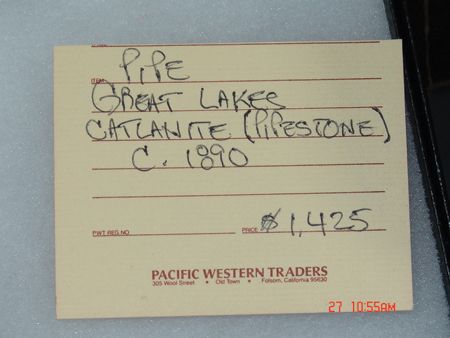 PIPE
ITEM
GREAT LAKES
CATLANITE (PIPESTONE)
C. 1890
PWT. REG. NO. PRICE $1,425
PACIFIC WESTERN TRADERS
305 Wool Street • Old Town • Folsom, California 95630
27 10:55AM